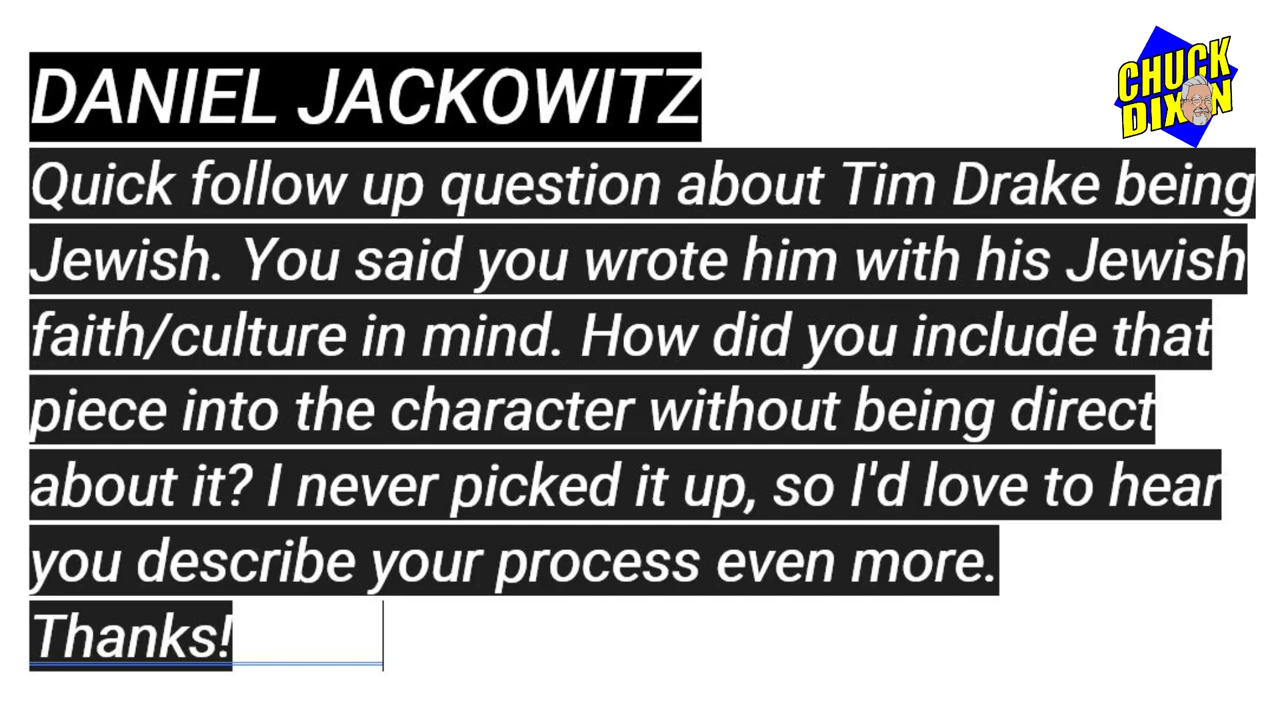 DANIEL JACKOWITZ
CHUCK
DIXON
Quick follow up question about Tim Drake being
Jewish. You said you wrote him with his Jewish
faith/culture in mind. How did you include that
piece into the character without being direct
about it? I never picked it up, so I'd love to hear
you describe your process even more.
Thanks!